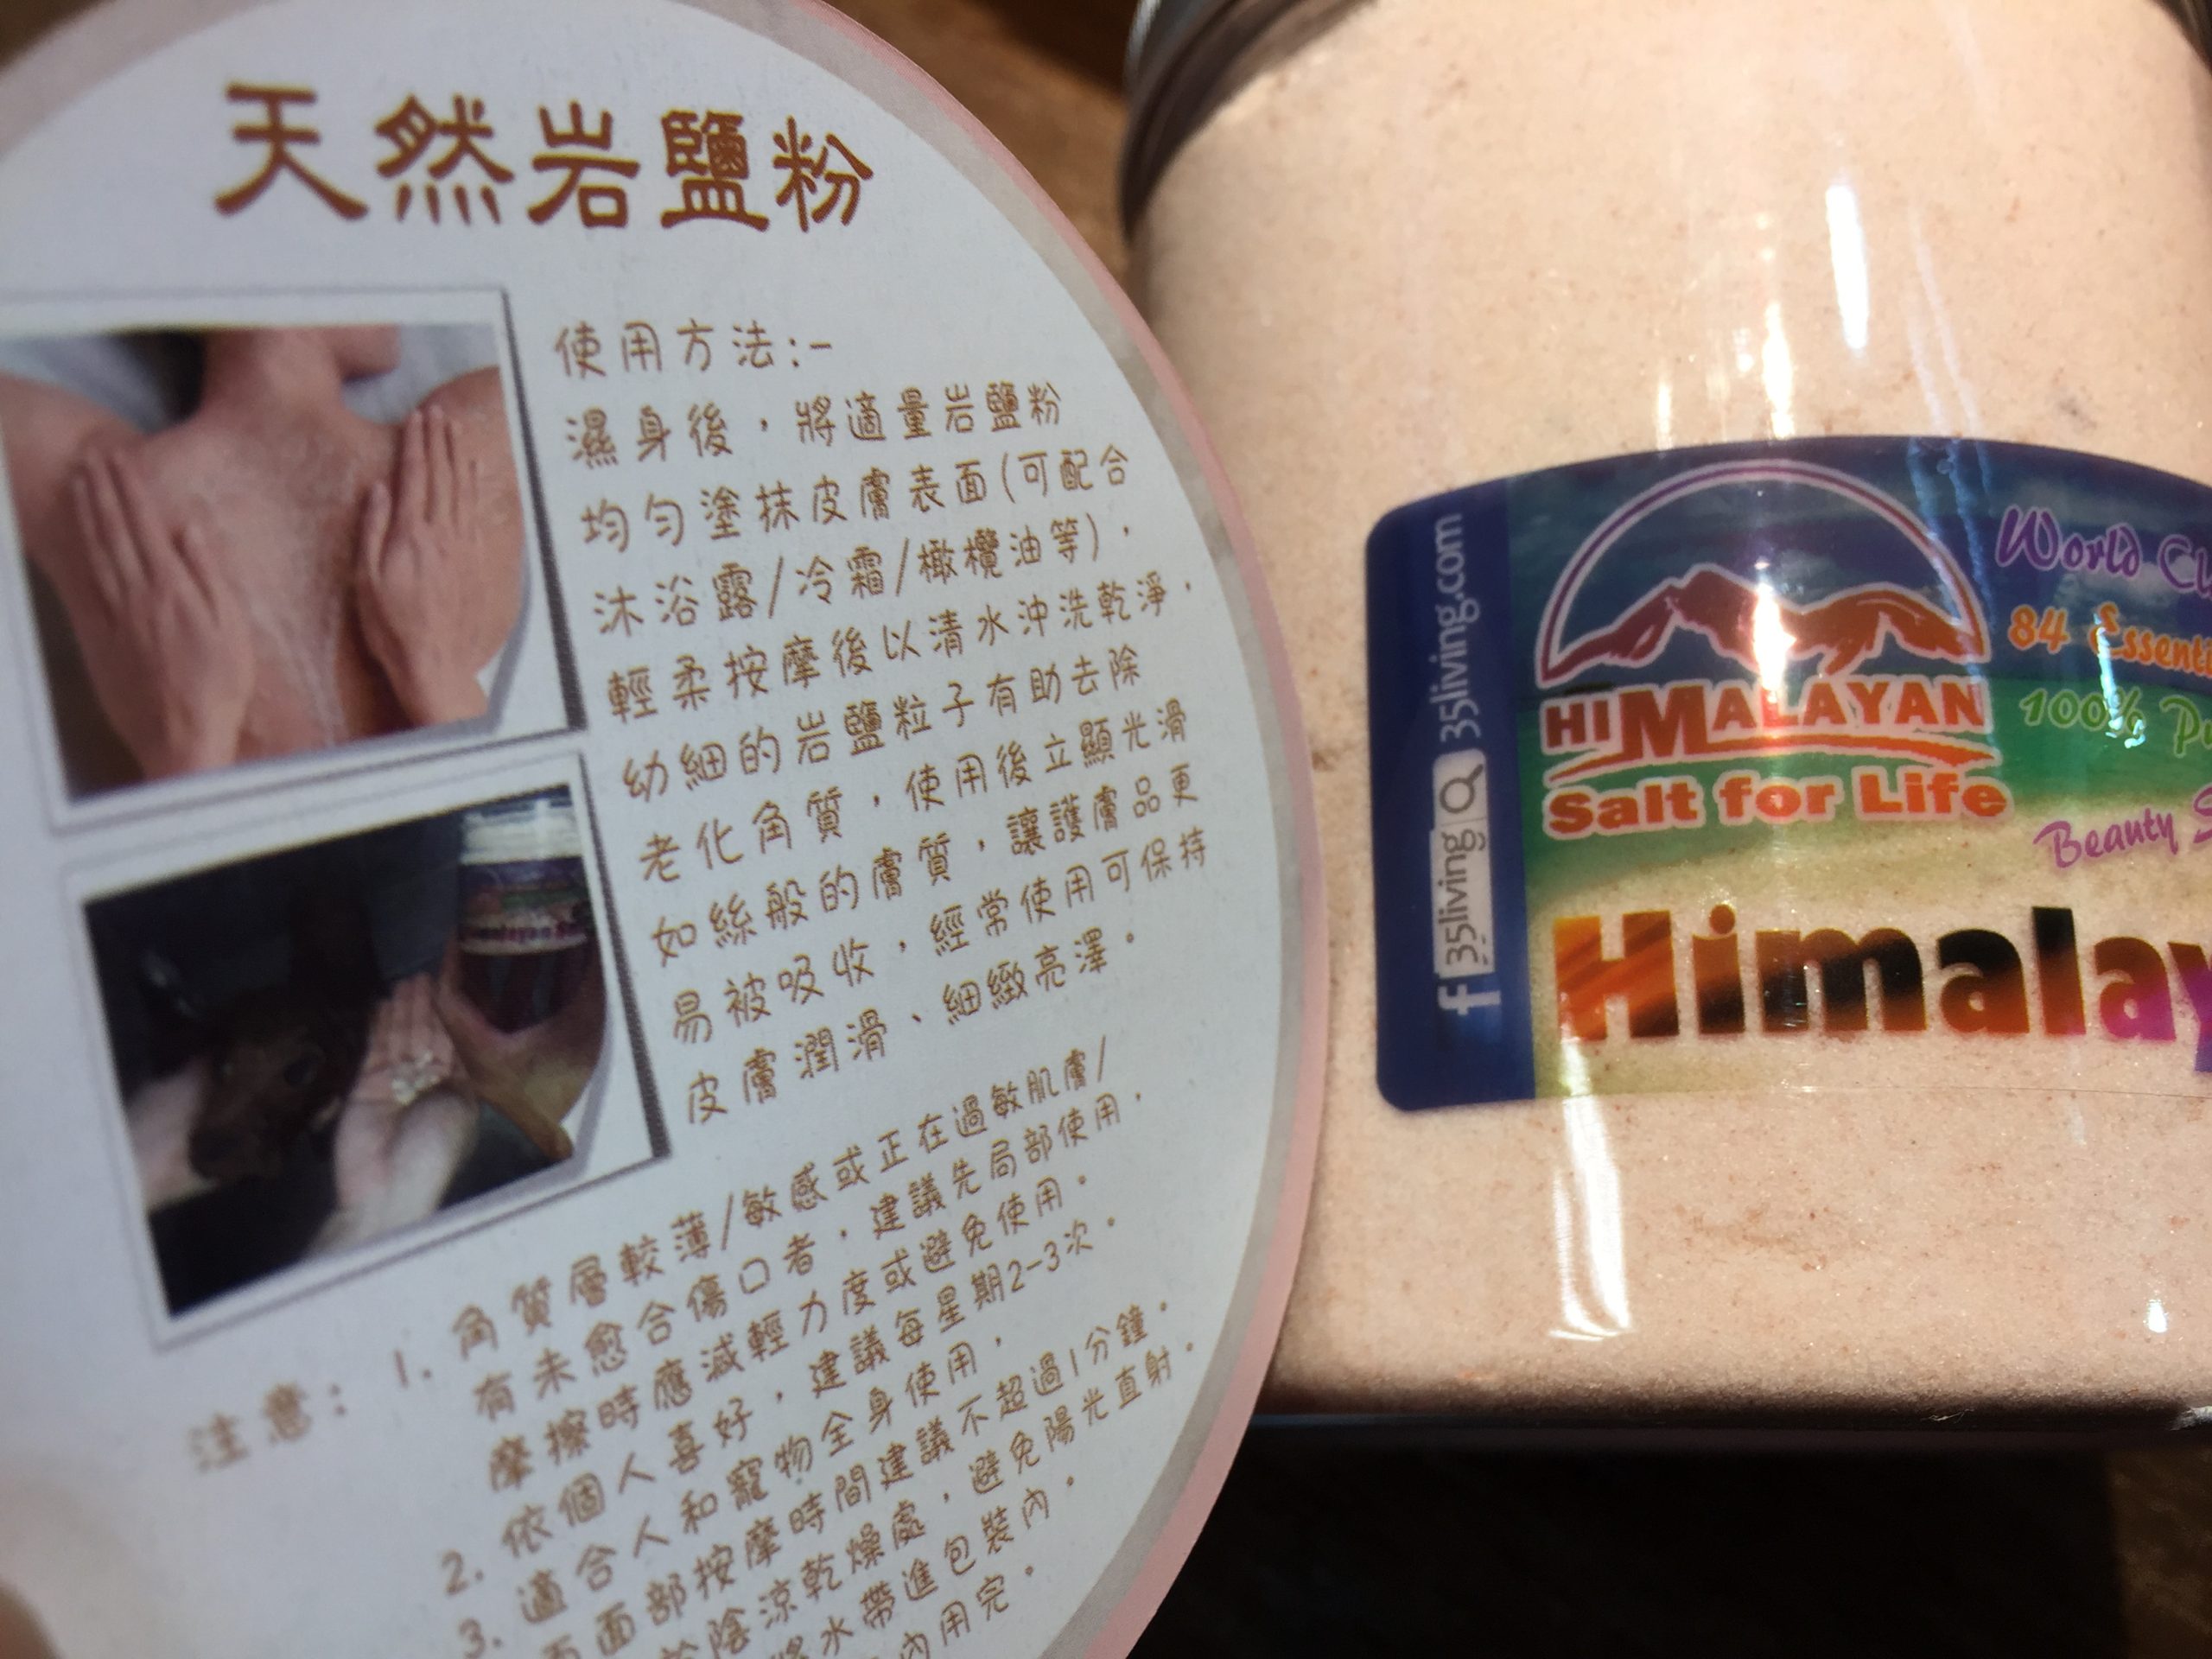 天然岩鹽粉
使用方法:-
濕身後，將適量岩鹽粉
均勻塗抹皮膚表面(可配合
沐浴露/冷霜/橄欖油等)，
輕柔按摩後以清水沖洗乾淨，
幼細的岩鹽粒子有助去除
老化角質，使用後立顯光滑
如絲般的膚質，讓護膚品更
易被吸收，經常使用可保持
皮膚潤滑、細緻亮澤。
注意： 1. 角質層較薄/敏感或正在過敏肌膚/
有未愈合傷口者，建議先局部使用，
摩擦時應減輕力度或避免使用。
2. 依個人喜好，建議每星期2-3次。
3. 適合人和寵物全身使用，
面部按摩時間建議不超過1分鐘。
陰涼乾燥處，避免陽光直射。
將水帶進包裝內。
內用完。
35living.com
35living
f
HIMALAYAN
Salt for Life
World
84
100%
Beauty